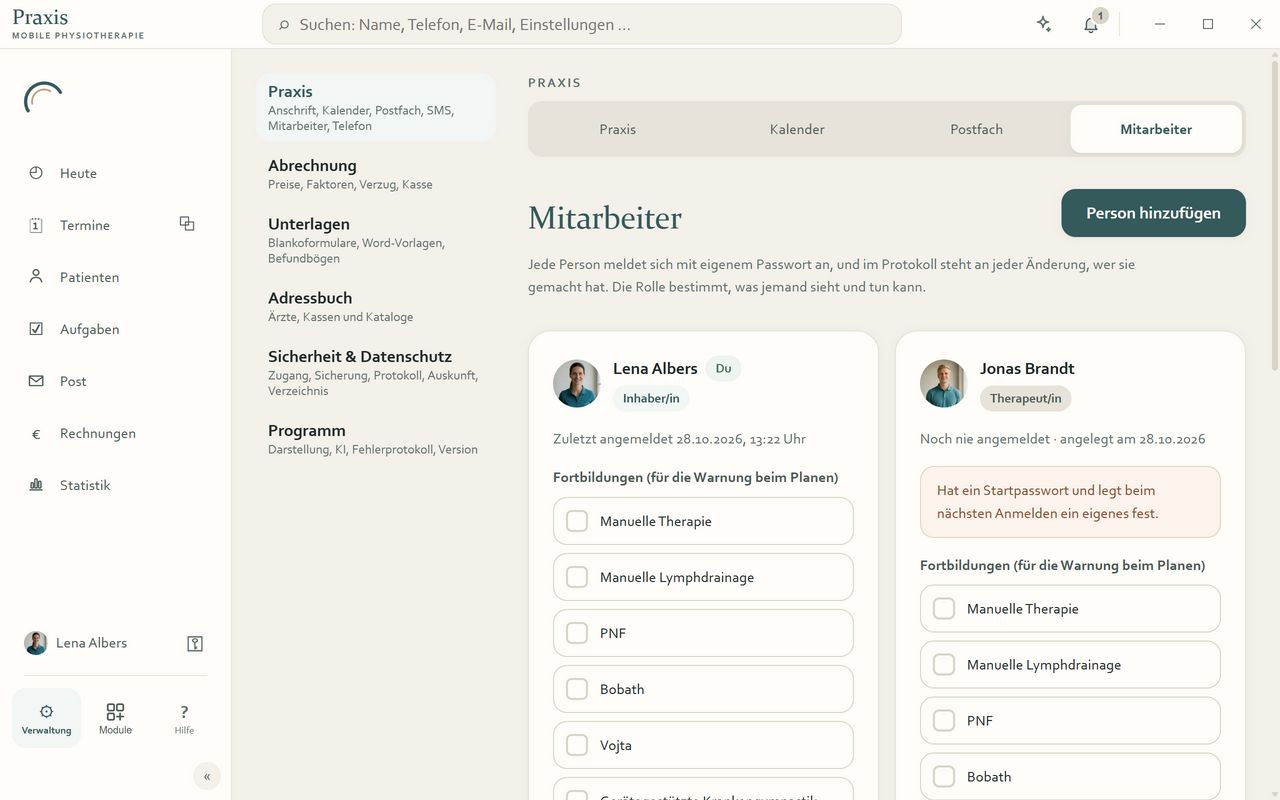 Praxis
MOBILE PHYSIOTHERAPIE
Suchen: Name, Telefon, E-Mail, Einstellungen ...
1
Heute
1 Termine
Patienten
Aufgaben
Post
€ Rechnungen
Statistik
Lena Albers
Verwaltung
Module
? Hilfe
«
Praxis
Anschrift, Kalender, Postfach, SMS,
Mitarbeiter, Telefon
Abrechnung
Preise, Faktoren, Verzug, Kasse
Unterlagen
Blankoformulare, Word-Vorlagen,
Befundbögen
Adressbuch
Ärzte, Kassen und Kataloge
Sicherheit & Datenschutz
Zugang, Sicherung, Protokoll, Auskunft,
Verzeichnis
Programm
Darstellung, KI, Fehlerprotokoll, Version
PRAXIS
Praxis
Kalender
Postfach
Mitarbeiter
Mitarbeiter
Person hinzufügen
Jede Person meldet sich mit eigenem Passwort an, und im Protokoll steht an jeder Änderung, wer sie
gemacht hat. Die Rolle bestimmt, was jemand sieht und tun kann.
Lena Albers Du
Inhaber/in
Zuletzt angemeldet 28.10.2026, 13:22 Uhr
Fortbildungen (für die Warnung beim Planen)
Manuelle Therapie
Manuelle Lymphdrainage
PNF
Bobath
Vojta
Gerätegestützte Krankengymnastik
Jonas Brandt
Therapeut/in
Noch nie angemeldet · angelegt am 28.10.2026
Hat ein Startpasswort und legt beim
nächsten Anmelden ein eigenes fest.
Fortbildungen (für die Warnung beim Planen)
Manuelle Therapie
Manuelle Lymphdrainage
PNF
Bobath